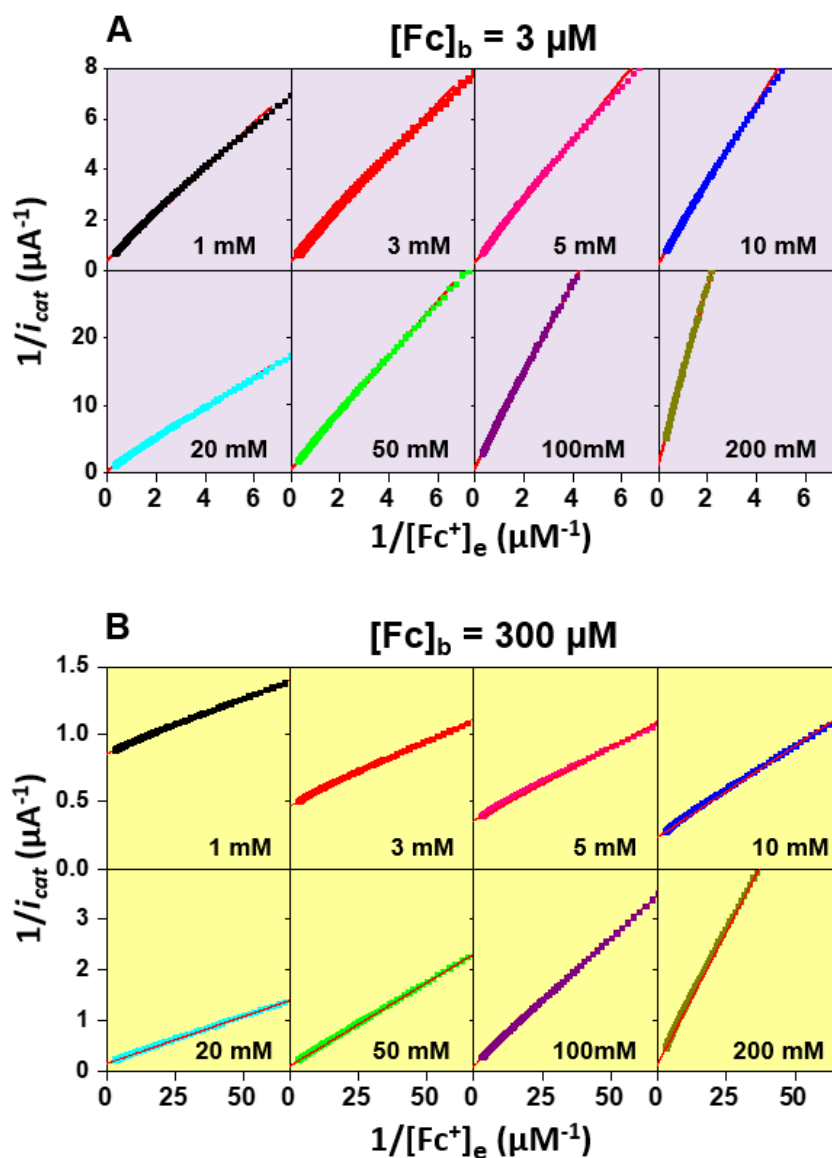 A
[Fc]b = 3 μM
8
6
4
2
0
1 mM
3 mM
5 mM
10 mM
20
10
0
20 mM
50 mM
100mM
200 mM
1/icat (μA-1)
0 2 4 6 0 2 4 6 0 2 4 6 0 2 4 6
1/[Fc+]e (μM-1)
B
[Fc]b = 300 μM
1.5
1.0
0.5
0.0
1 mM
3 mM
5 mM
10 mM
3
2
1
0
20 mM
50 mM
100mM
200 mM
1/icat (μA-1)
0 50 0 25 50 0 25 50 0 25 50
1/[Fc+]e (μM-1)